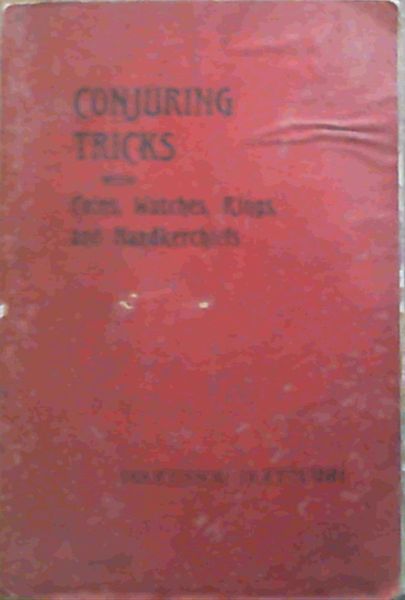 CONJURING
TRICKS
WITH
Coins, Watches, Rings,
and Handkerchiefs